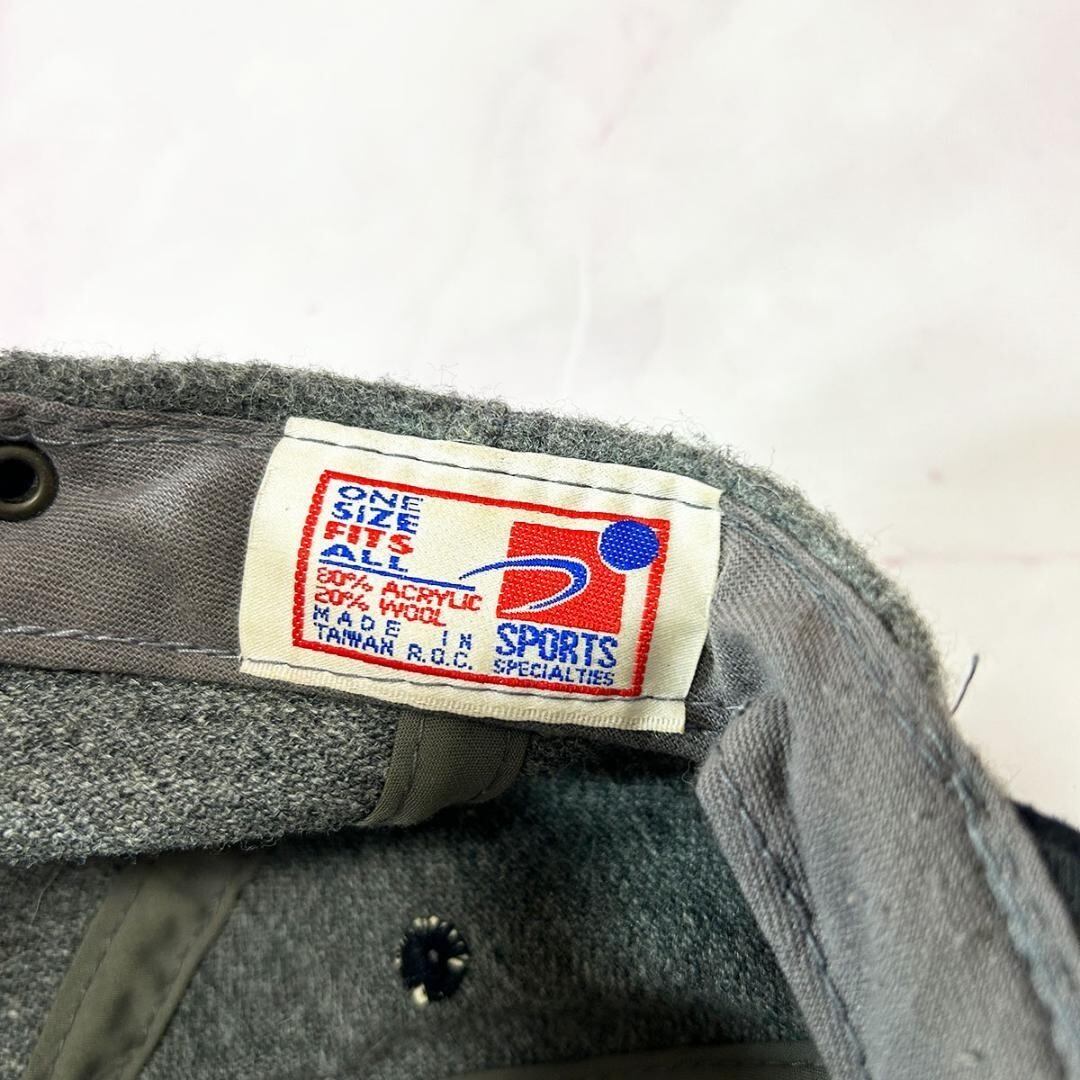 ONE
SIZE
FITS
ALL
80% ACRYLIC
20% WOOL
MADE IN
TAIWAN R.O.C.
SPORTS
SPECIALTIES